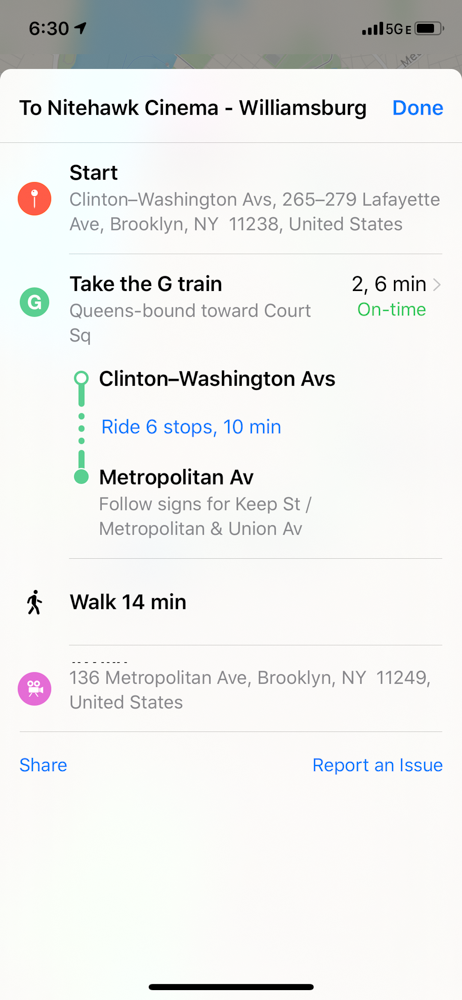 6:30
5GE
Me
To Nitehawk Cinema - Williamsburg
Done
Start
Clinton–Washington Avs, 265–279 Lafayette
Ave, Brooklyn, NY 11238, United States
G
Take the G train
2, 6 min
Queens-bound toward Court
Sq
On-time
Clinton–Washington Avs
Ride 6 stops, 10 min
Metropolitan Av
Follow signs for Keep St /
Metropolitan & Union Av
Walk 14 min
136 Metropolitan Ave, Brooklyn, NY 11249,
United States
Share
Report an Issue